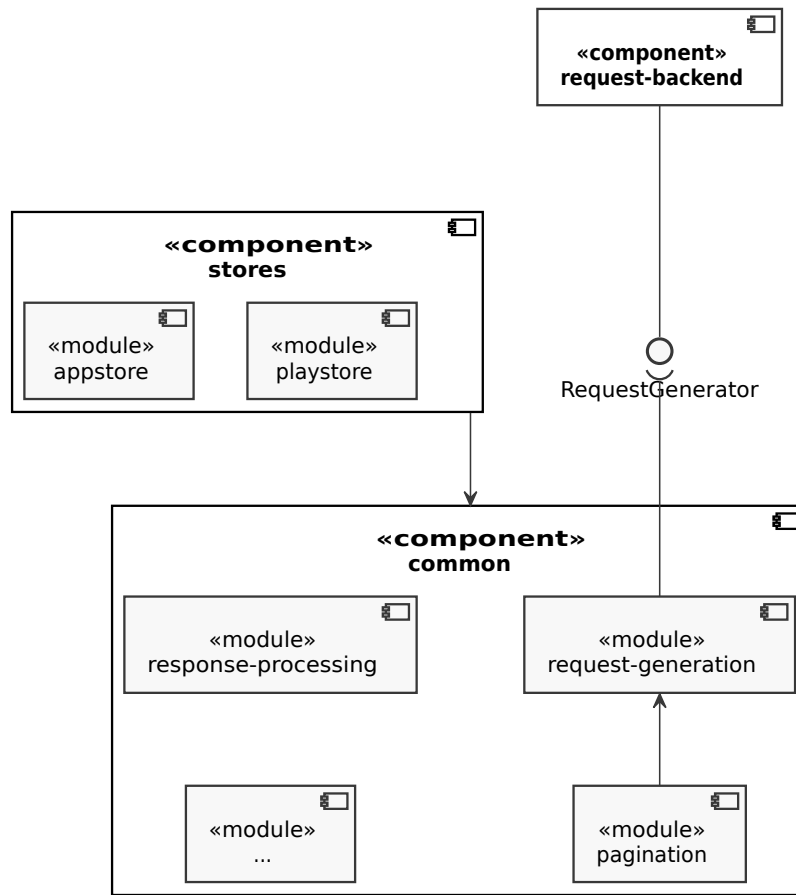 «component»
request-backend
«component»
stores
«module»
appstore
«module»
playstore
RequestGenerator
«component»
common
«module»
response-processing
«module»
request-generation
«module»
...
«module»
pagination